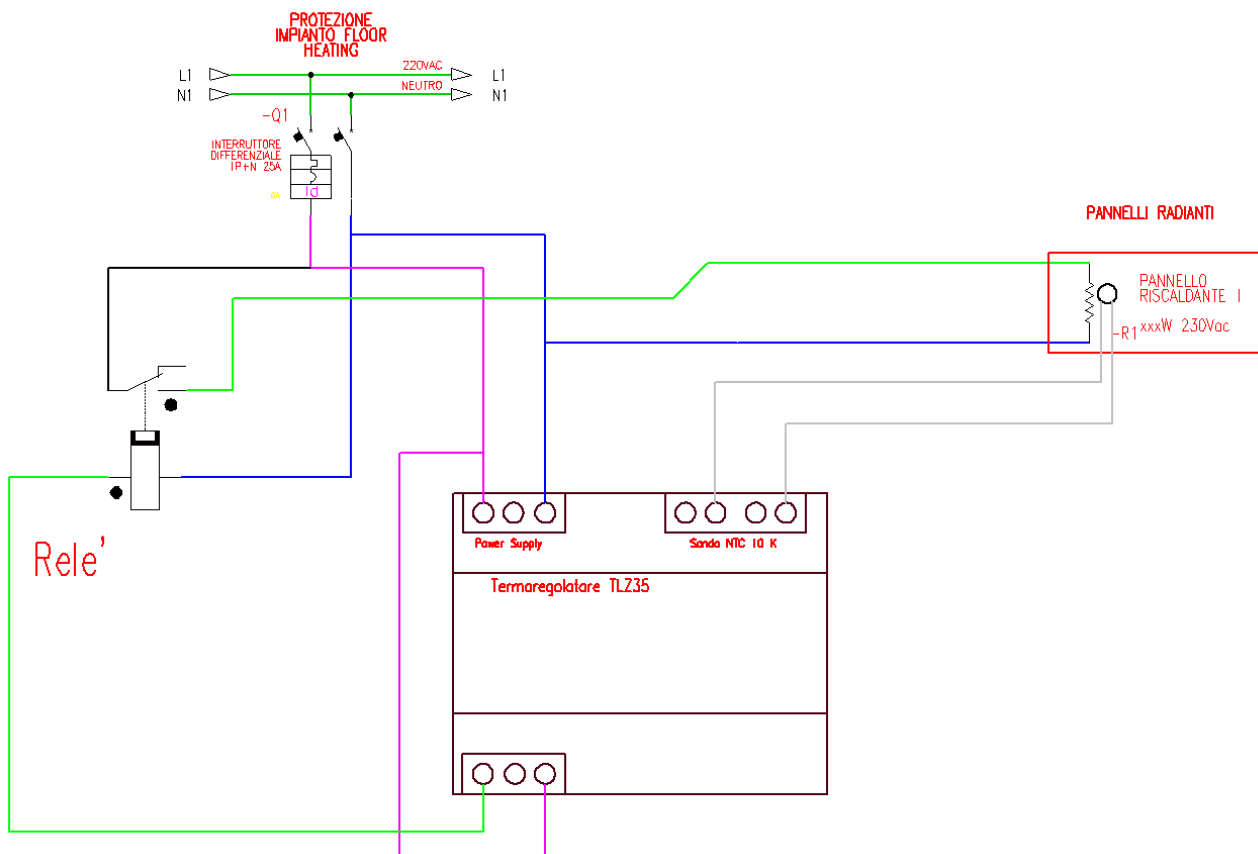 PROTEZIONE
IMPIANTO FLOOR
HEATING
220VAC
L1
L1
NEUTRO
N1
N1
-Q1
INTERRUTTORE
DIFFERENZIALE
1P+N 25A
Id
PANNELLI RADIANTI
PANNELLO
RISCALDANTE 1
-R1 xxxW 230Vac
Rele'
Power Supply
Sonda NTC 10 K
Termoregolatore TLZ35